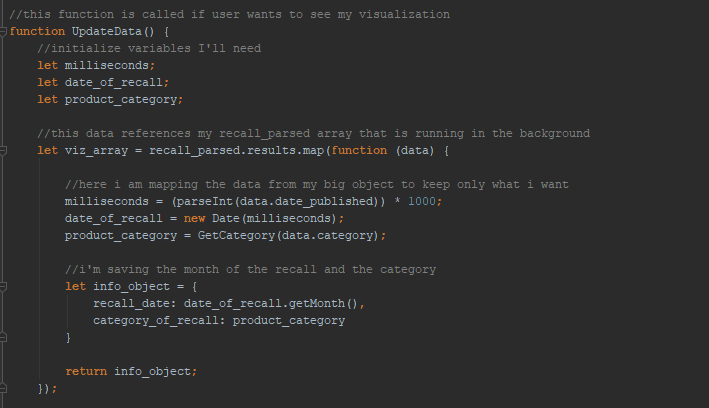 //this function is called if user wants to see my visualization
function UpdateData() {
//initialize variables I'll need
let milliseconds;
let date_of_recall;
let product_category;
//this data references my recall_parsed array that is running in the background
let viz_array = recall_parsed.results.map(function (data) {
//here i am mapping the data from my big object to keep only what i want
milliseconds = (parseInt(data.date_published)) * 1000;
date_of_recall = new Date(milliseconds);
product_category = GetCategory(data.category);
//i'm saving the month of the recall and the category
let info_object = {
recall_date: date_of_recall.getMonth(),
category_of_recall: product_category
}
return info_object;
});